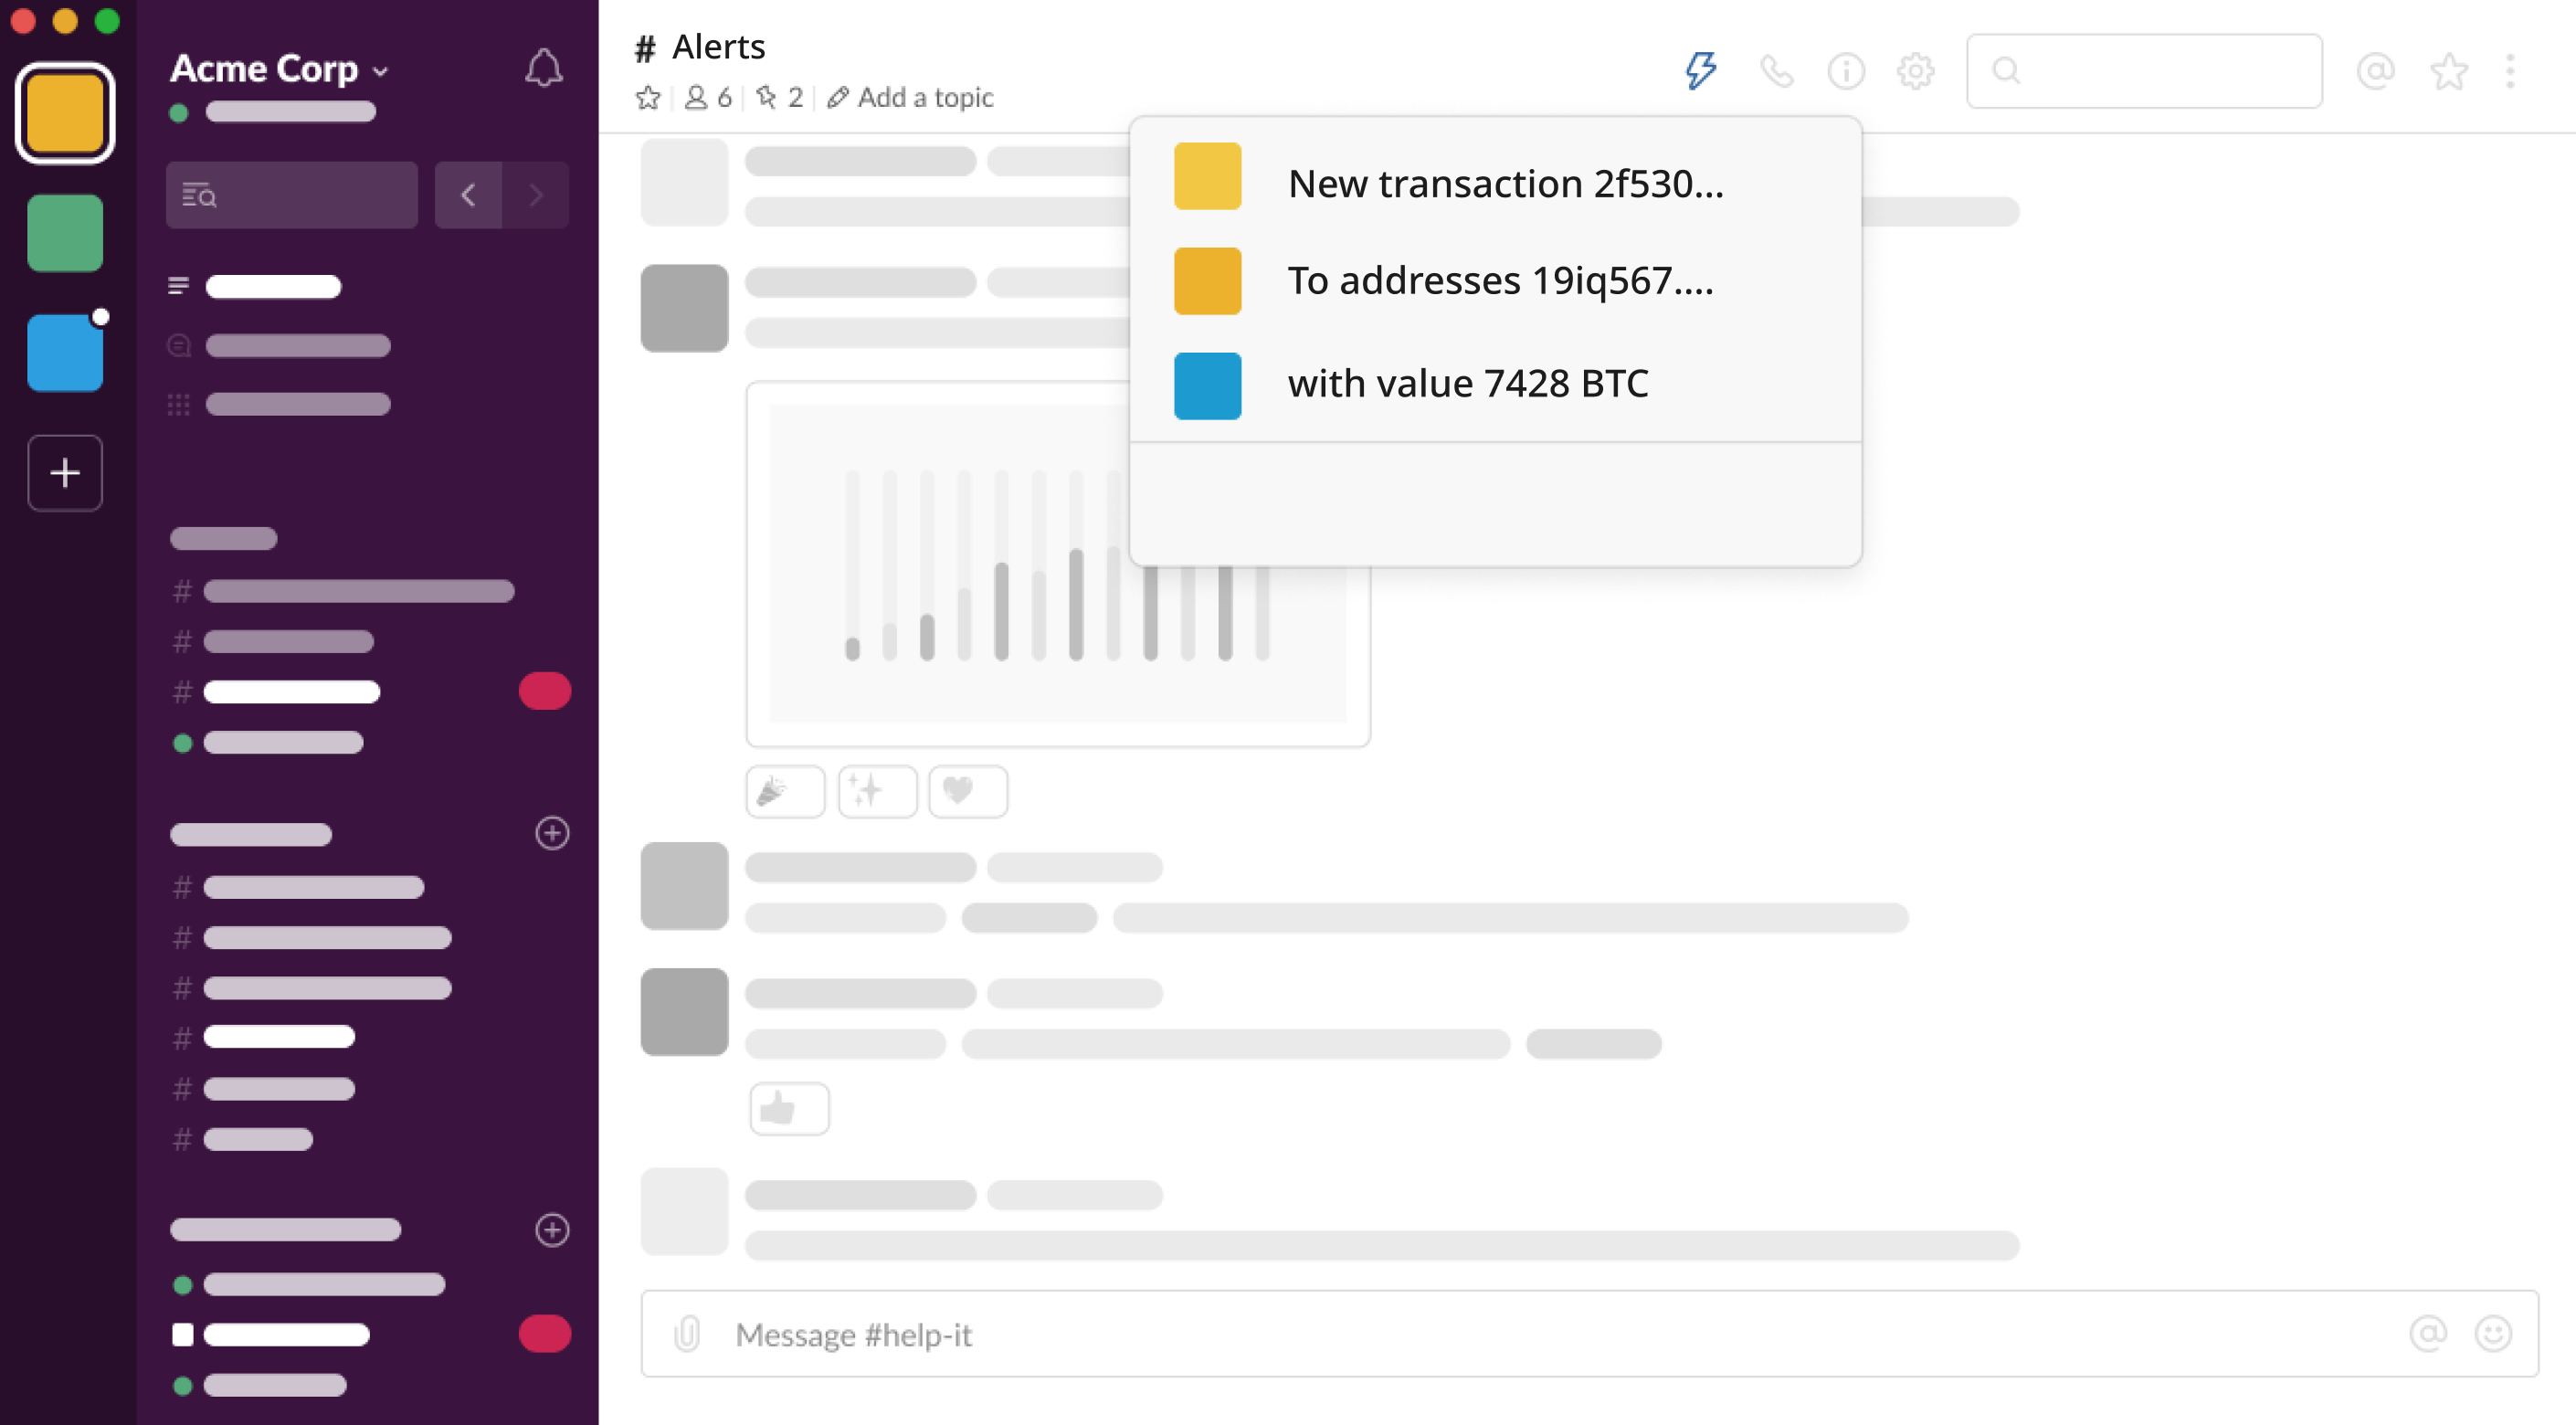 Acme Corp
# Alerts
6 2 Add a topic
New transaction 2f530...
To addresses 19iq567....
with value 7428 BTC
#
#
#
#
#
#
#
#
#
Message #help-it